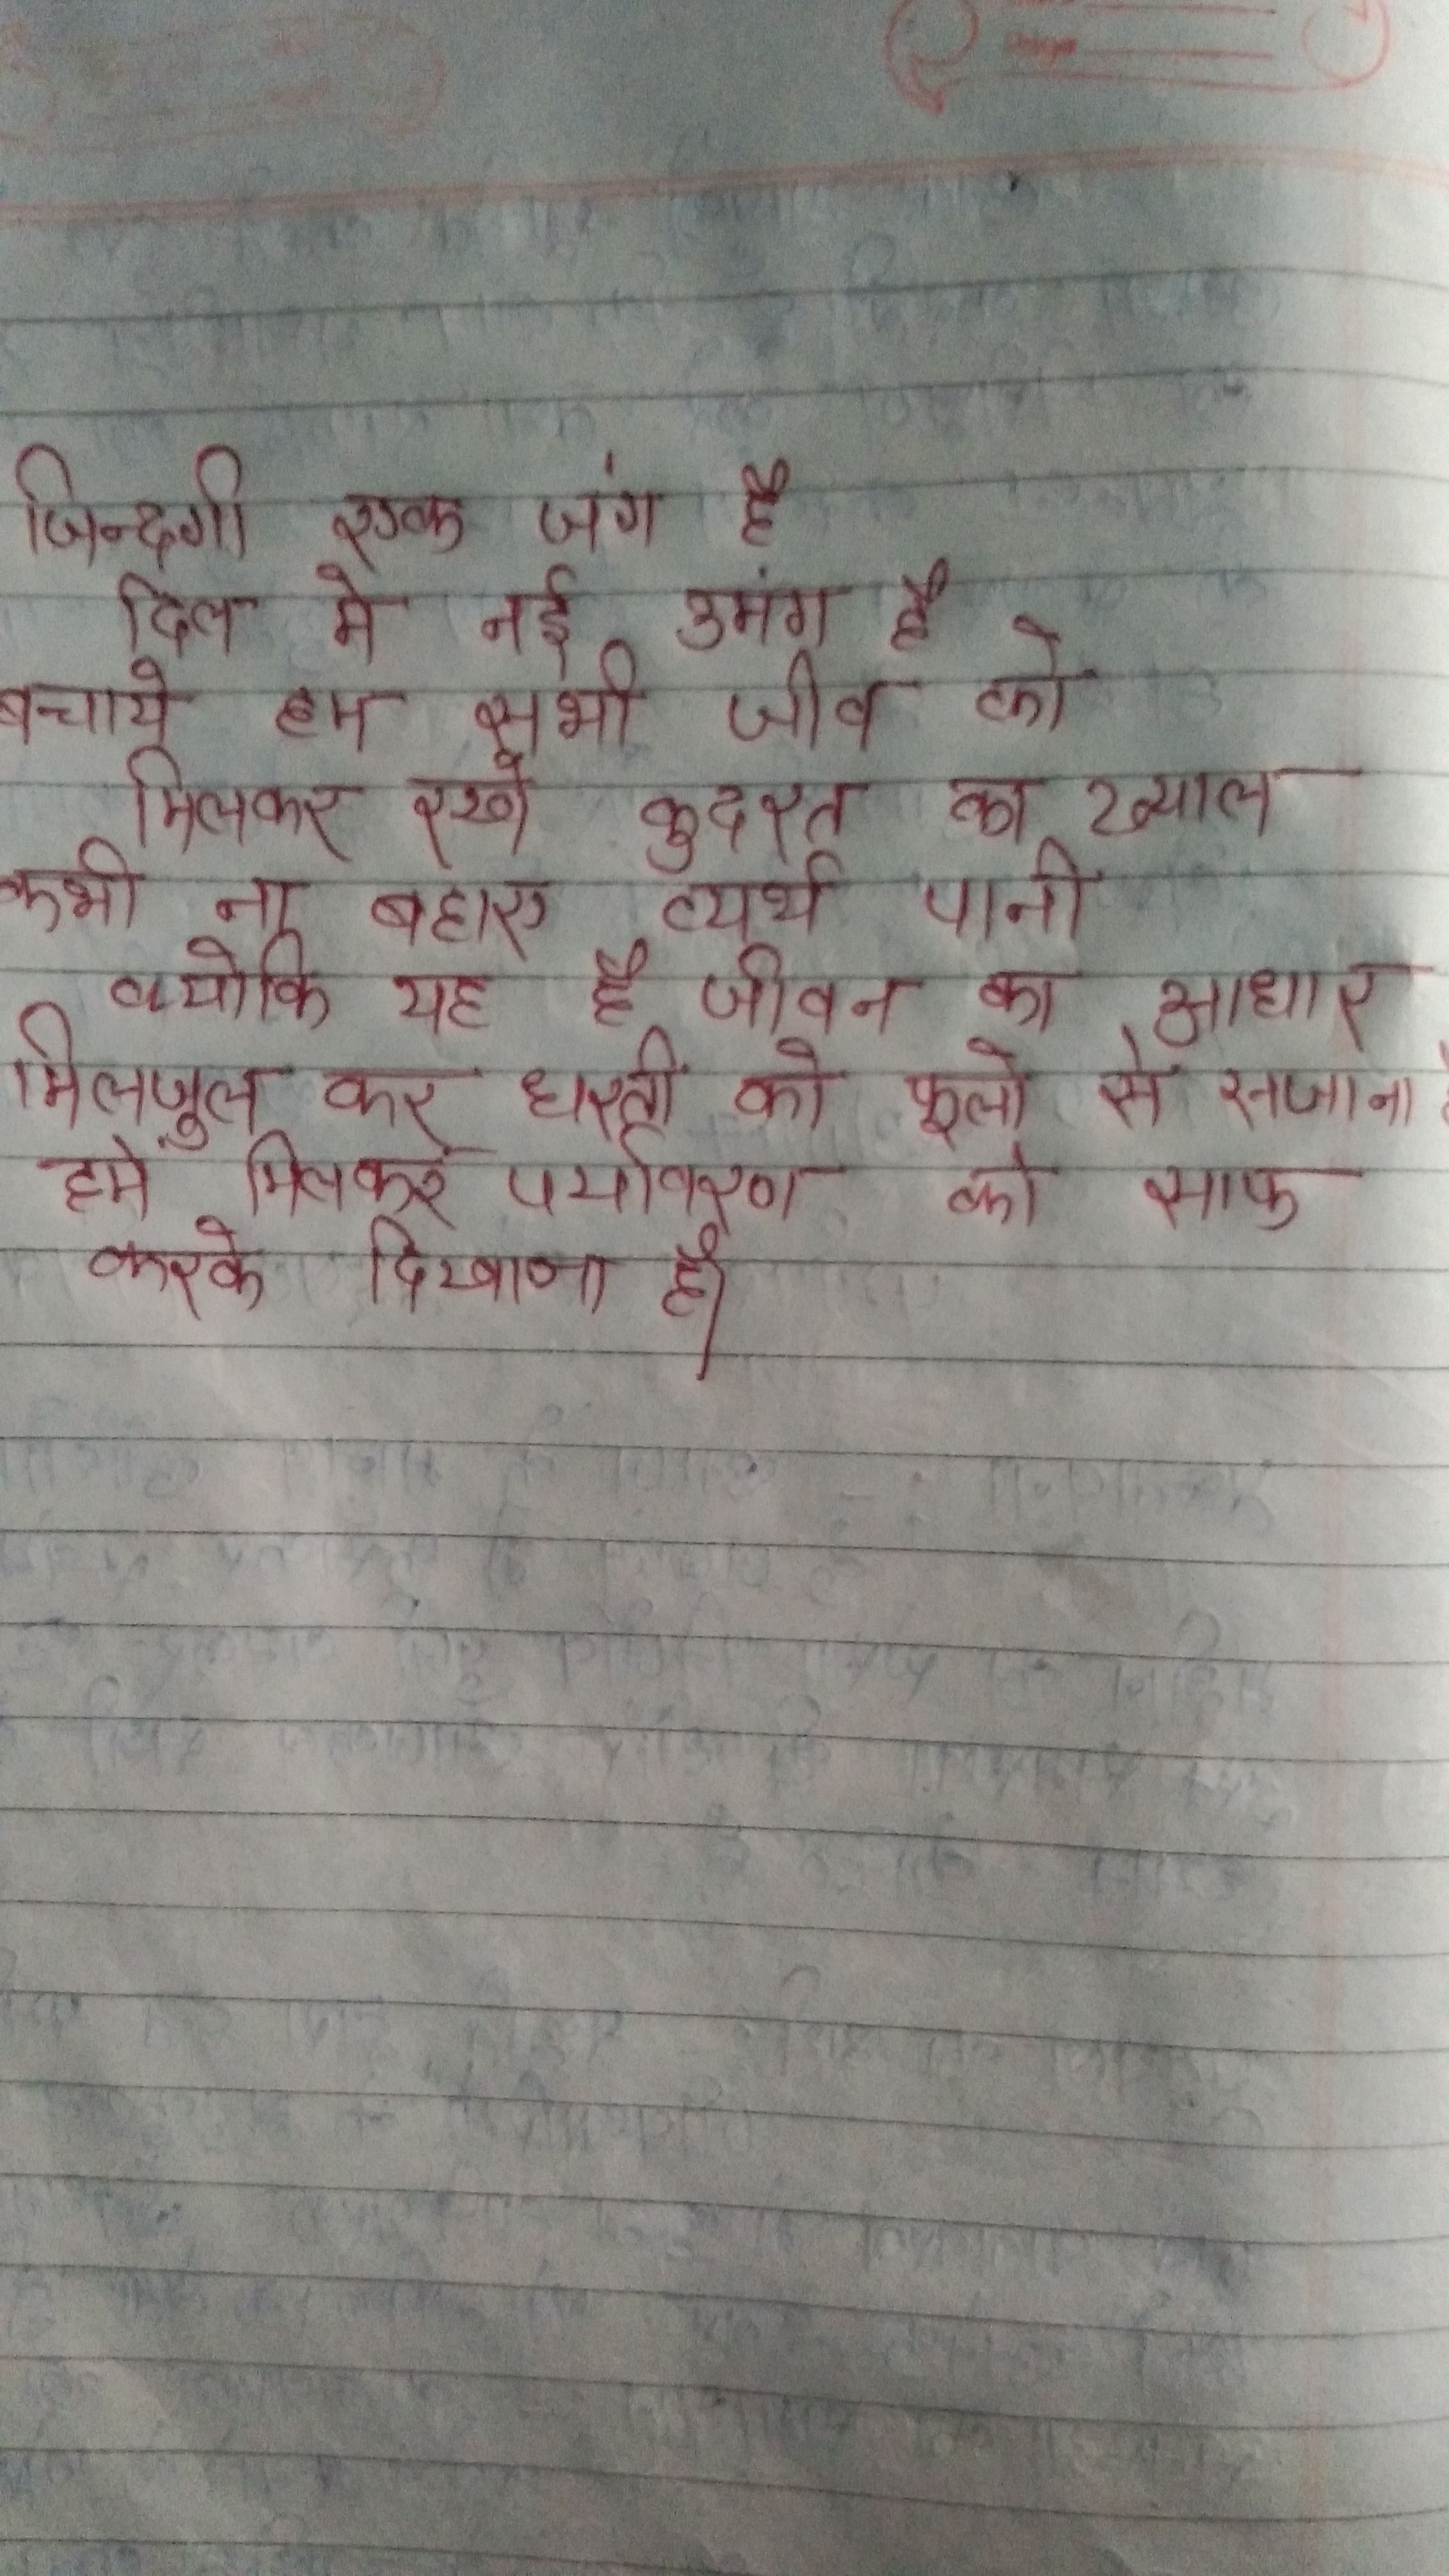 जिन्दगी एक जंग है
दिल मे नई उमंग है
बचाये हम सभी जीव को
मिलकर रखे कुदरत का ख्याल
कभी ना बहाए व्यर्थ पानी
क्योकि यह है जीवन का आधार
मिलजुल कर धरती को फूलो से सजाना है
हमे मिलकर पर्यावरण को साफ
करके दिखाना है।